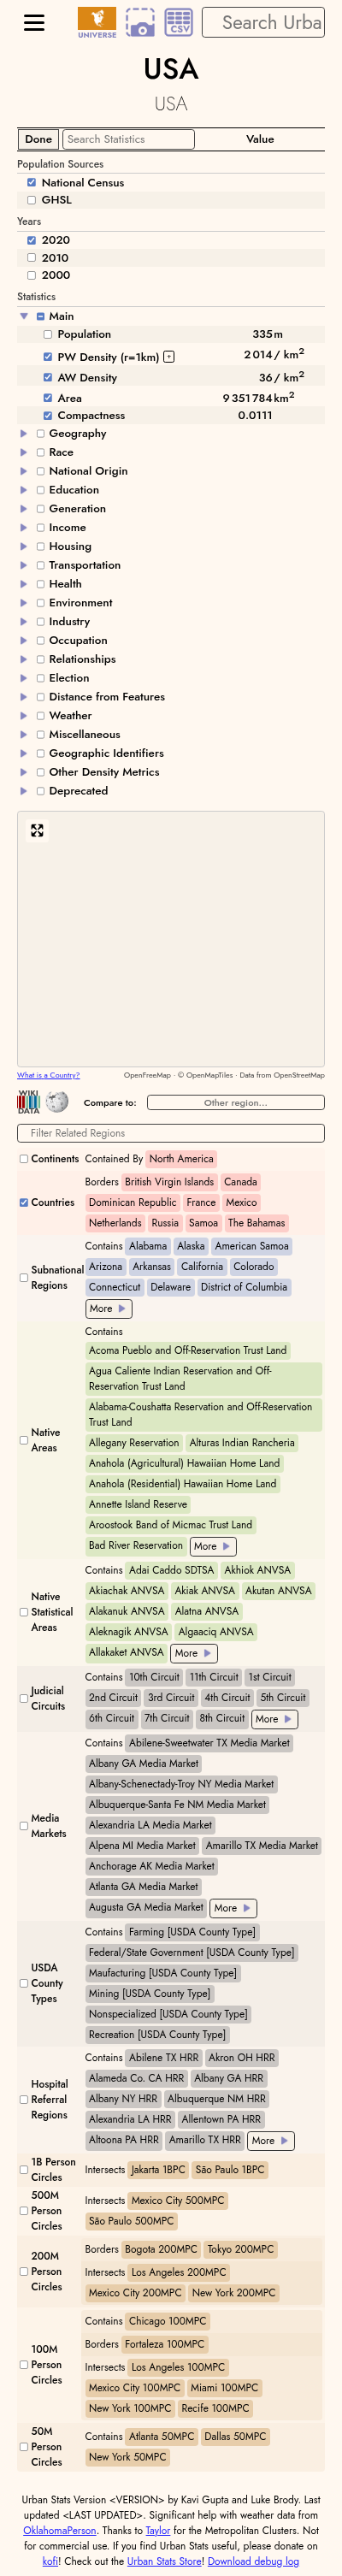 UNIVERSE
CSV
Search Urba
USA
USA
Done
Search Statistics
Value
Population Sources
National Census
GHSL
Years
2020
2010
2000
Statistics
Main
Population 335m
PW Density (r=1km) + 2 014 / km2
AW Density 36 / km2
Area 9 351 784 km2
Compactness 0.0111
Geography
Race
National Origin
Education
Generation
Income
Housing
Transportation
Health
Environment
Industry
Occupation
Relationships
Election
Distance from Features
Weather
Miscellaneous
Geographic Identifiers
Other Density Metrics
Deprecated
What is a Country?
OpenFreeMap · © OpenMapTiles · Data from OpenStreetMap
WIKI
DATA
Compare to:
Other region...
Filter Related Regions
Continents
Contained By North America
Countries
Borders British Virgin Islands Canada
Dominican Republic France Mexico
Netherlands Russia Samoa The Bahamas
Subnational
Regions
Contains Alabama Alaska American Samoa
Arizona Arkansas California Colorado
Connecticut Delaware District of Columbia
More
Native
Areas
Contains
Acoma Pueblo and Off-Reservation Trust Land
Agua Caliente Indian Reservation and Off-
Reservation Trust Land
Alabama-Coushatta Reservation and Off-Reservation
Trust Land
Allegany Reservation Alturas Indian Rancheria
Anahola (Agricultural) Hawaiian Home Land
Anahola (Residential) Hawaiian Home Land
Annette Island Reserve
Aroostook Band of Micmac Trust Land
Bad River Reservation More
Native
Statistical
Areas
Contains Adai Caddo SDTSA Akhiok ANVSA
Akiachak ANVSA Akiak ANVSA Akutan ANVSA
Alakanuk ANVSA Alatna ANVSA
Aleknagik ANVSA Algaaciq ANVSA
Allakaket ANVSA More
Judicial
Circuits
Contains 10th Circuit 11th Circuit 1st Circuit
2nd Circuit 3rd Circuit 4th Circuit 5th Circuit
6th Circuit 7th Circuit 8th Circuit More
Media
Markets
Contains Abilene-Sweetwater TX Media Market
Albany GA Media Market
Albany-Schenectady-Troy NY Media Market
Albuquerque-Santa Fe NM Media Market
Alexandria LA Media Market
Alpena MI Media Market Amarillo TX Media Market
Anchorage AK Media Market
Atlanta GA Media Market
Augusta GA Media Market More
USDA
County
Types
Contains Farming [USDA County Type]
Federal/State Government [USDA County Type]
Maufacturing [USDA County Type]
Mining [USDA County Type]
Nonspecialized [USDA County Type]
Recreation [USDA County Type]
Hospital
Referral
Regions
Contains Abilene TX HRR Akron OH HRR
Alameda Co. CA HRR Albany GA HRR
Albany NY HRR Albuquerque NM HRR
Alexandria LA HRR Allentown PA HRR
Altoona PA HRR Amarillo TX HRR More
1B Person
Circles
Intersects Jakarta 1BPC São Paulo 1BPC
500M
Person
Circles
Intersects Mexico City 500MPC
São Paulo 500MPC
200M
Person
Circles
Borders Bogota 200MPC Tokyo 200MPC
Intersects Los Angeles 200MPC
Mexico City 200MPC New York 200MPC
100M
Person
Circles
Contains Chicago 100MPC
Borders Fortaleza 100MPC
Intersects Los Angeles 100MPC
Mexico City 100MPC Miami 100MPC
New York 100MPC Recife 100MPC
50M
Person
Circles
Contains Atlanta 50MPC Dallas 50MPC
New York 50MPC
Urban Stats Version <VERSION> by Kavi Gupta and Luke Brody. Last
updated <LAST UPDATED>. Significant help with weather data from
OklahomaPerson. Thanks to Taylor for the Metropolitan Clusters. Not
for commercial use. If you find Urban Stats useful, please donate on
kofi! Check out the Urban Stats Store! Download debug log